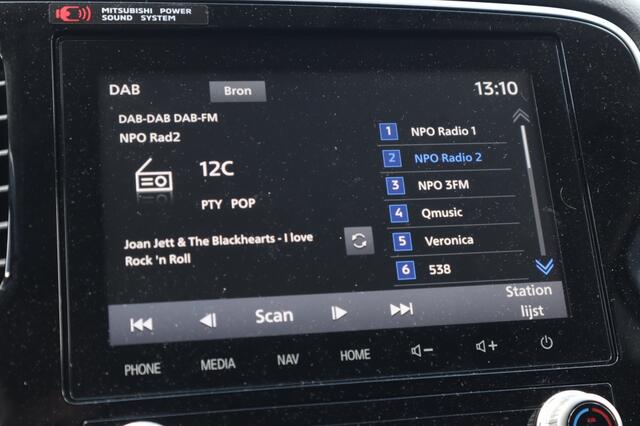 MITSUBISHI POWER
SOUND SYSTEM
DAB
Bron
13:10
DAB-DAB DAB-FM
NPO Rad2
12C
PTY POP
Joan Jett & The Blackhearts - I love
Rock 'n Roll
1 NPO Radio 1
2 NPO Radio 2
3 NPO 3FM
4 Qmusic
5 Veronica
6 538
Scan
Station
lijst
PHONE
MEDIA
NAV
HOME